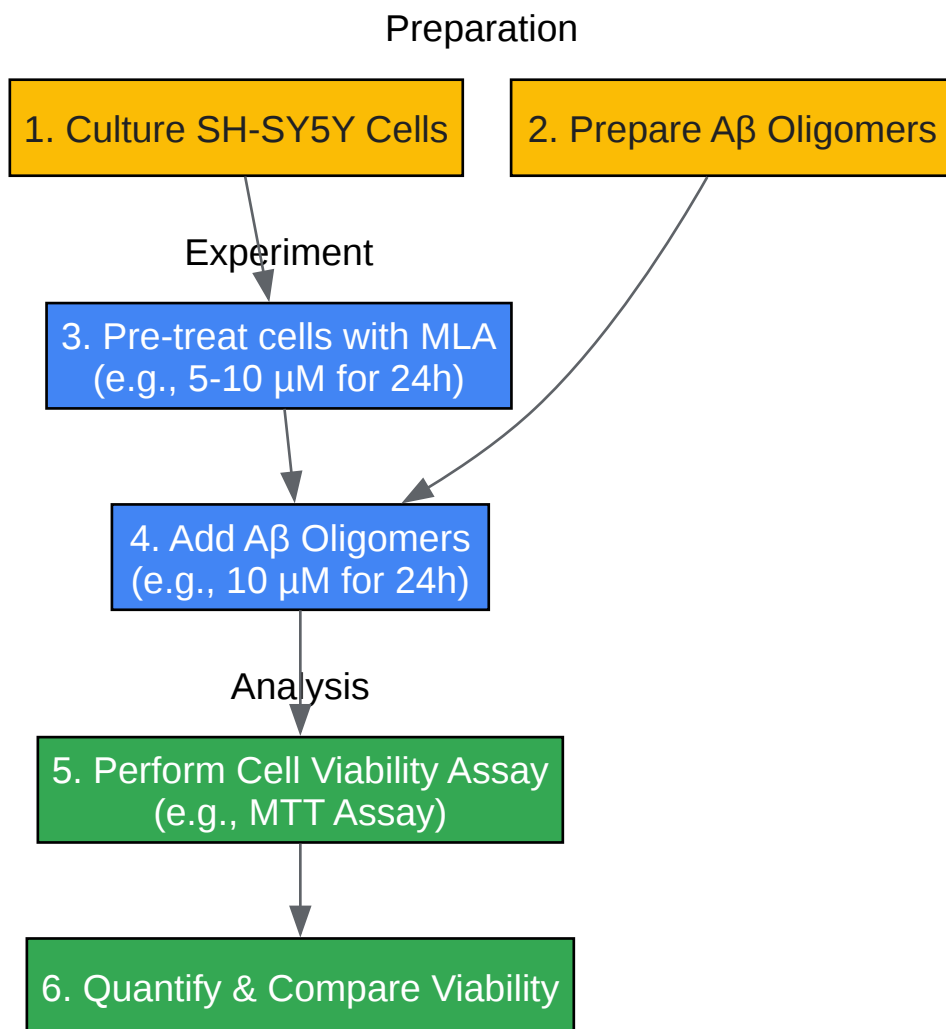 Preparation
1. Culture SH-SY5Y Cells
2. Prepare Aβ Oligomers
Experiment
3. Pre-treat cells with MLA
(e.g., 5-10 µM for 24h)
4. Add Aβ Oligomers
(e.g., 10 µM for 24h)
Analysis
5. Perform Cell Viability Assay
(e.g., MTT Assay)
6. Quantify & Compare Viability